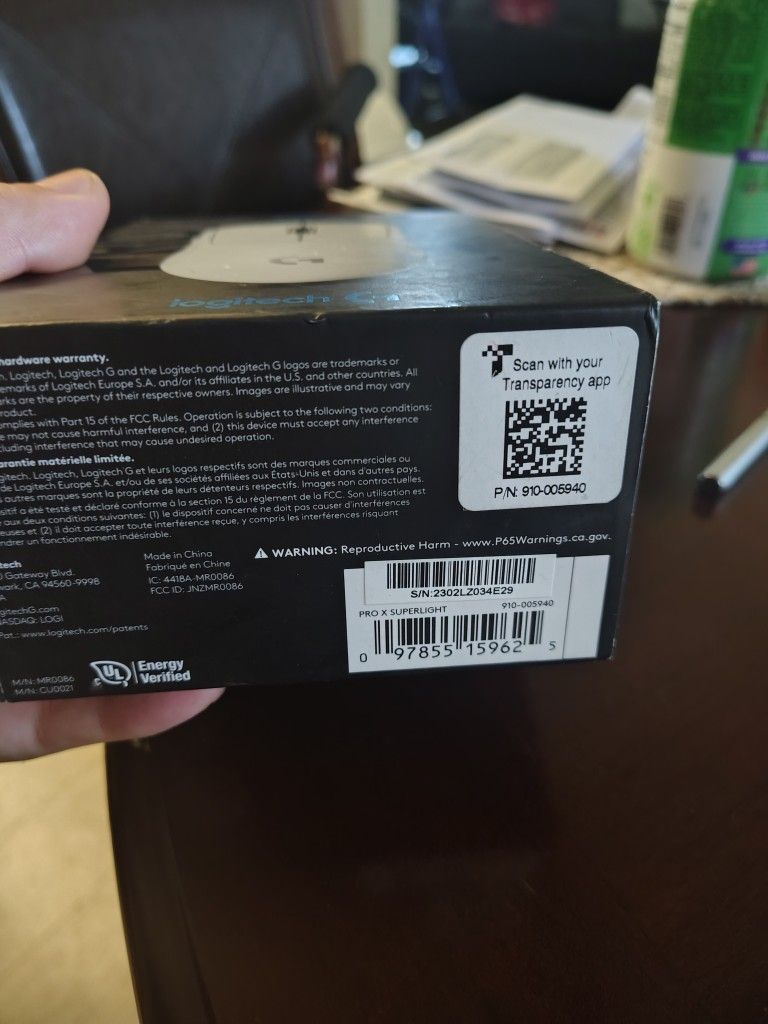 logitech G
hardware warranty.
Logitech, Logitech G and the Logitech and Logitech G logos are trademarks or
emarks of Logitech Europe S.A. and/or its affiliates in the U.S. and other countries. All
rks are the property of their respective owners. Images are illustrative and may vary
roduct.
omplies with Part 15 of the FCC Rules. Operation is subject to the following two conditions:
e may not cause harmful interference, and (2) this device must accept any interference
cluding interference that may cause undesired operation.
arantie matérielle limitée.
gitech, Logitech, Logitech G et leurs logos respectifs sont des marques commerciales ou
de Logitech Europe S.A. et/ou de ses sociétés affiliées aux États-Unis et dans d'autres pays.
autres marques sont la propriété de leurs détenteurs respectifs. Images non contractuelles.
sitif a été testé et déclaré conforme à la section 15 du règlement de la FCC. Son utilisation est
aux deux conditions suivantes: (1) le dispositif concerné ne doit pas causer d'interférences
euses et, (2) il doit accepter toute interférence reçue, y compris les interférences risquant
endrer un fonctionnement indésirable.
Scan with your
Transparency app
P/N: 910-005940
WARNING: Reproductive Harm - www.P65Warnings.ca.gov.
tech
Gateway Blvd.
wark, CA 94560-9998
A
gitechG.com
NASDAQ: LOGI
Pat.: www.logitech.com/patents
Made in China
Fabriqué en Chine
IC: 4418A-MR0086
FCC ID: JNZMR0086
S/N:2302LZ034E29
PRO X SUPERLIGHT 910-005940
0 97855 15962 5
M/N: MR0086
M/N: CU0021
UL Energy
Verified